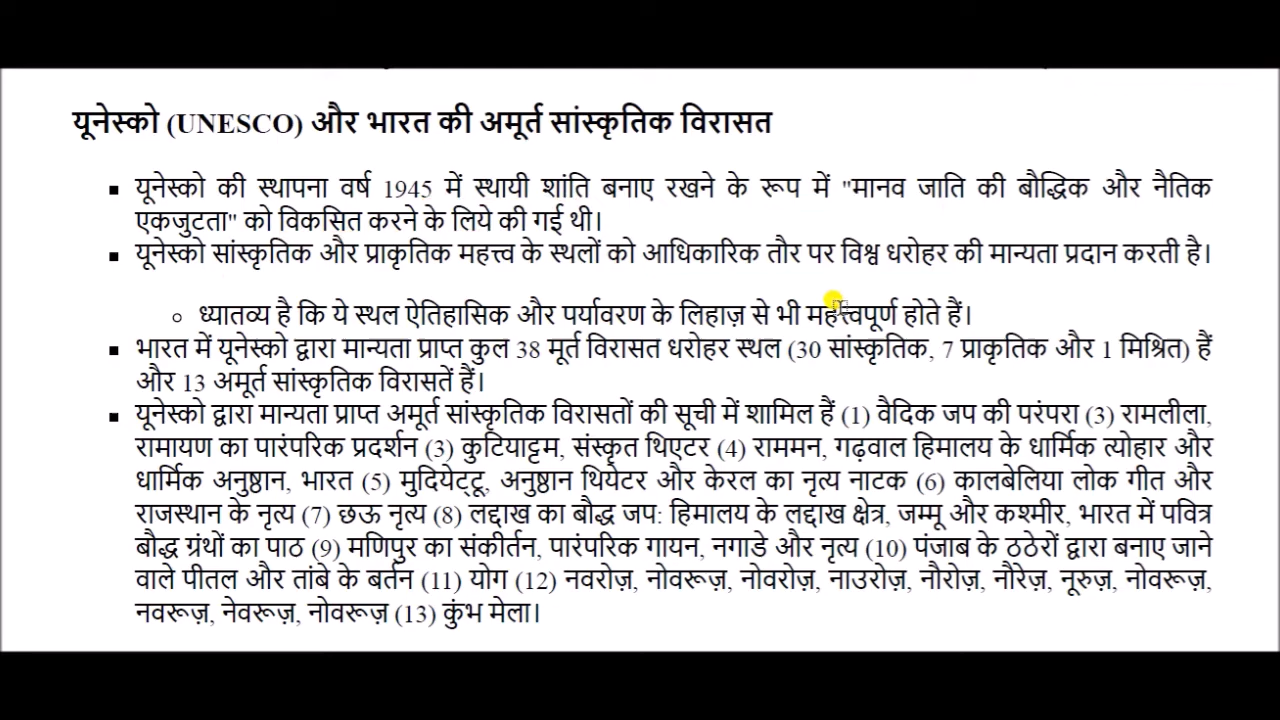 यूनेस्को (UNESCO) और भारत की अमूर्त सांस्कृतिक विरासत
यूनेस्को की स्थापना वर्ष 1945 में स्थायी शांति बनाए रखने के रूप में "मानव जाति की बौद्धिक और नैतिक
एकजुटता" को विकसित करने के लिये की गई थी।
यूनेस्को सांस्कृतिक और प्राकृतिक महत्त्व के स्थलों को आधिकारिक तौर पर विश्व धरोहर की मान्यता प्रदान करती है।
ध्यातव्य है कि ये स्थल ऐतिहासिक और पर्यावरण के लिहाज़ से भी महत्त्वपूर्ण होते हैं।
भारत में यूनेस्को द्वारा मान्यता प्राप्त कुल 38 मूर्त विरासत धरोहर स्थल (30 सांस्कृतिक, 7 प्राकृतिक और 1 मिश्रित) हैं
और 13 अमूर्त सांस्कृतिक विरासतें हैं।
यूनेस्को द्वारा मान्यता प्राप्त अमूर्त सांस्कृतिक विरासतों की सूची में शामिल हैं (1) वैदिक जप की परंपरा (3) रामलीला,
रामायण का पारंपरिक प्रदर्शन (3) कुटियाट्टम, संस्कृत थिएटर (4) राममन, गढ़वाल हिमालय के धार्मिक त्योहार और
धार्मिक अनुष्ठान, भारत (5) मुदियेट्टू, अनुष्ठान थियेटर और केरल का नृत्य नाटक (6) कालबेलिया लोक गीत और
राजस्थान के नृत्य (7) छऊ नृत्य (8) लद्दाख का बौद्ध जप: हिमालय के लद्दाख क्षेत्र, जम्मू और कश्मीर, भारत में पवित्र
बौद्ध ग्रंथों का पाठ (9) मणिपुर का संकीर्तन, पारंपरिक गायन, नगाडे और नृत्य (10) पंजाब के ठठेरों द्वारा बनाए जाने
वाले पीतल और तांबे के बर्तन (11) योग (12) नवरोज़, नोवरूज़, नोवरोज़, नाउरोज़, नौरोज़, नौरेज़, नूरुज़, नोवरूज़,
नवरूज़, नेवरूज़, नोवरूज़ (13) कुंभ मेला।